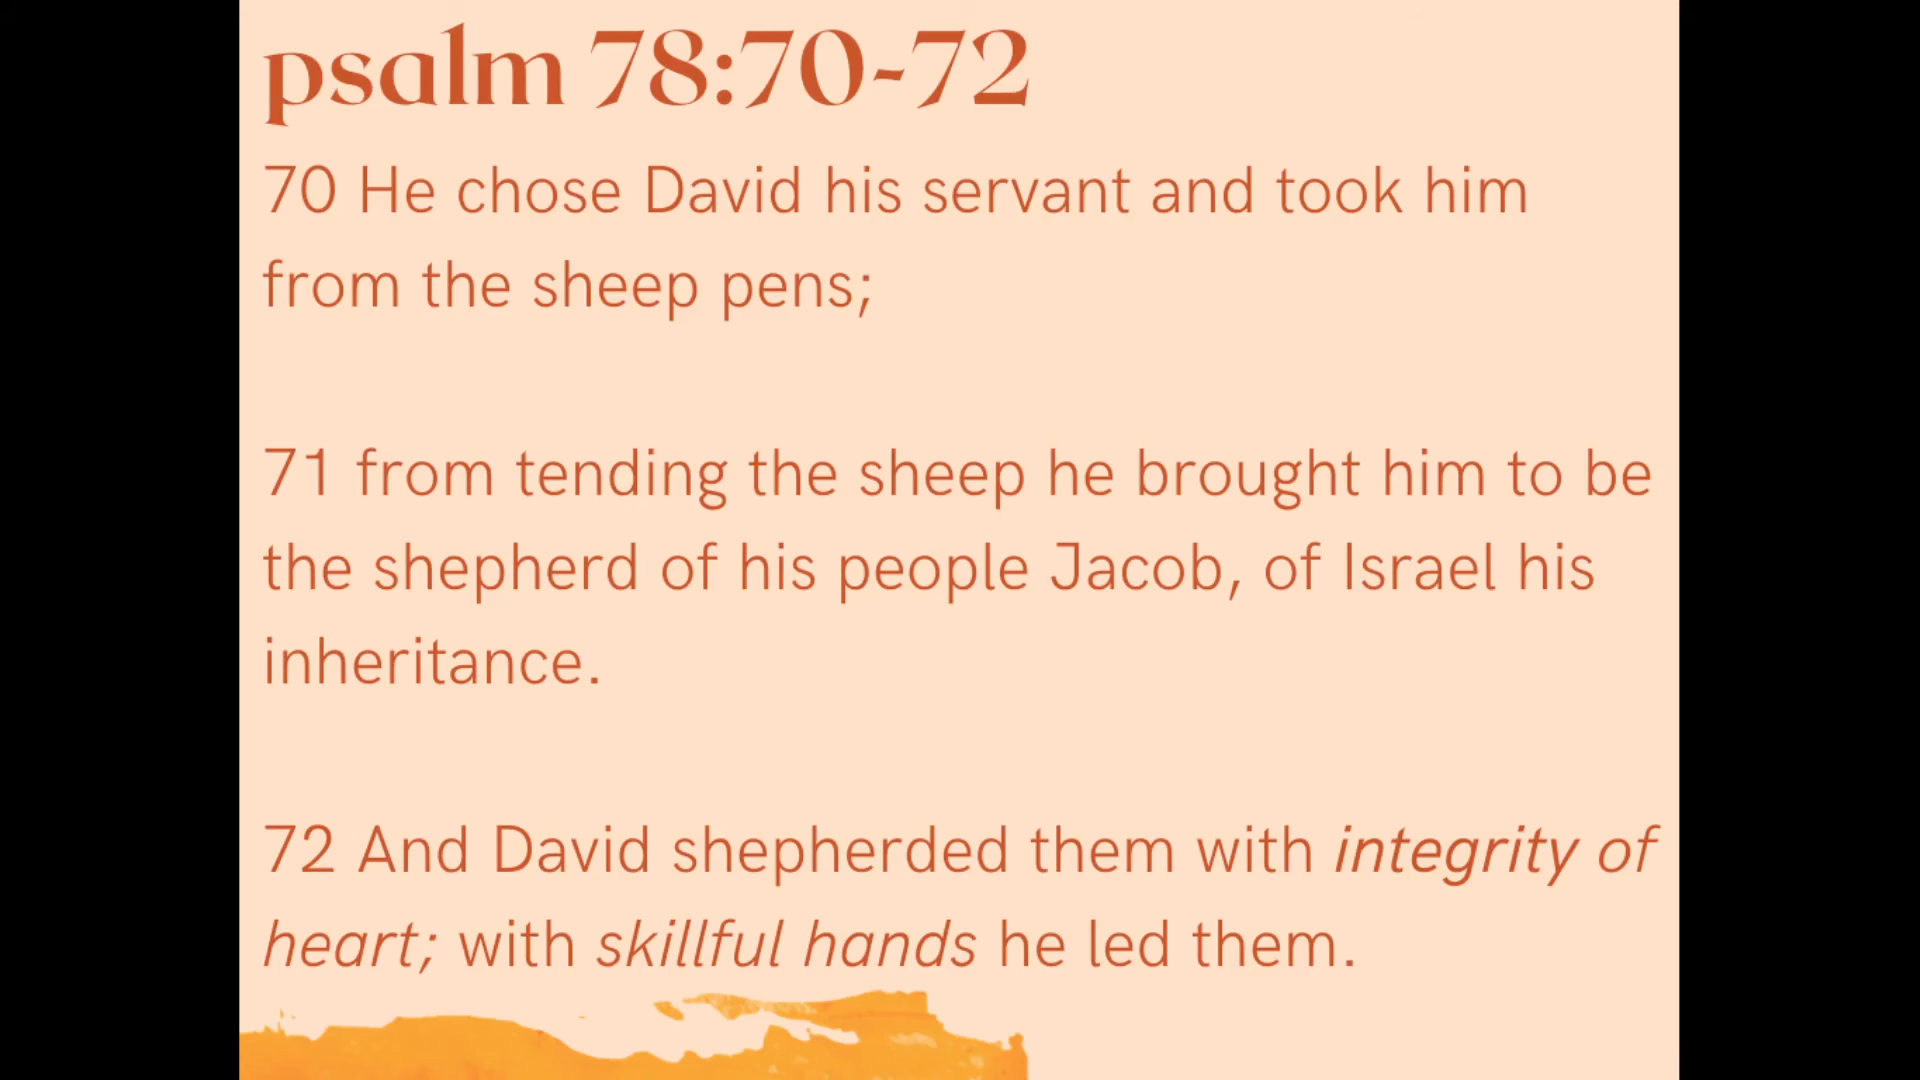 psalm 78:70-72
70 He chose David his servant and took him
from the sheep pens;
71 from tending the sheep he brought him to be
the shepherd of his people Jacob, of Israel his
inheritance.
72 And David shepherded them with integrity of
heart; with skillful hands he led them.